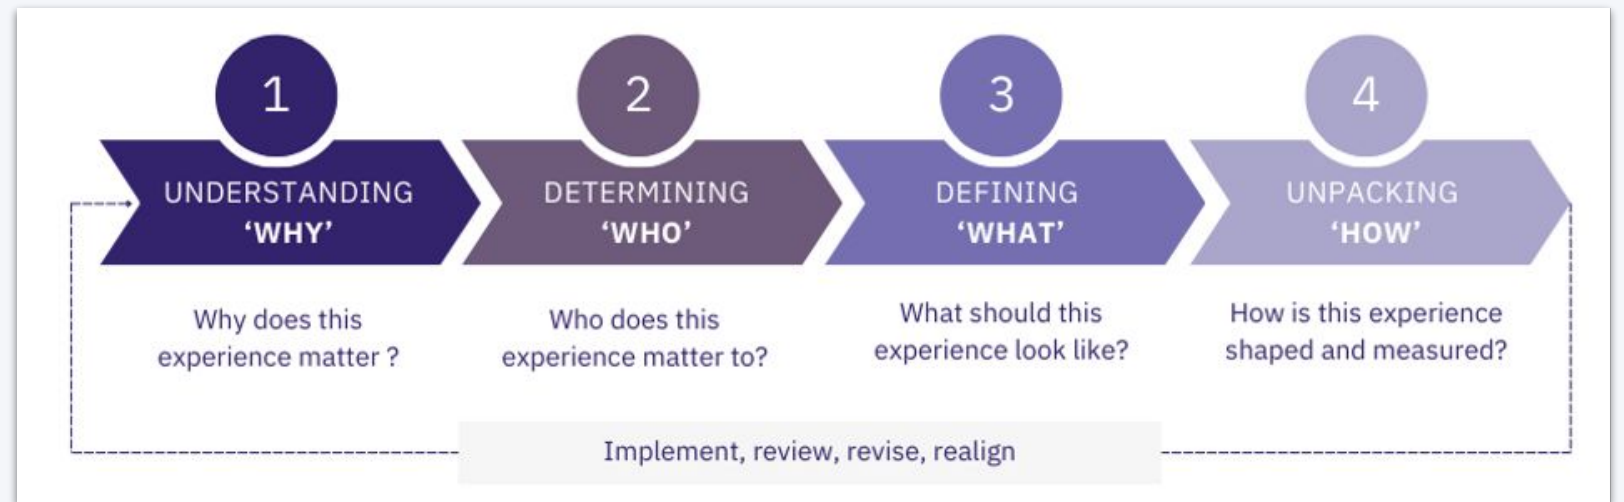 1
UNDERSTANDING
‘WHY’
Why does this
experience matter ?
2
DETERMINING
‘WHO’
Who does this
experience matter to?
3
DEFINING
‘WHAT’
What should this
experience look like?
4
UNPACKING
‘HOW’
How is this experience
shaped and measured?
Implement, review, revise, realign